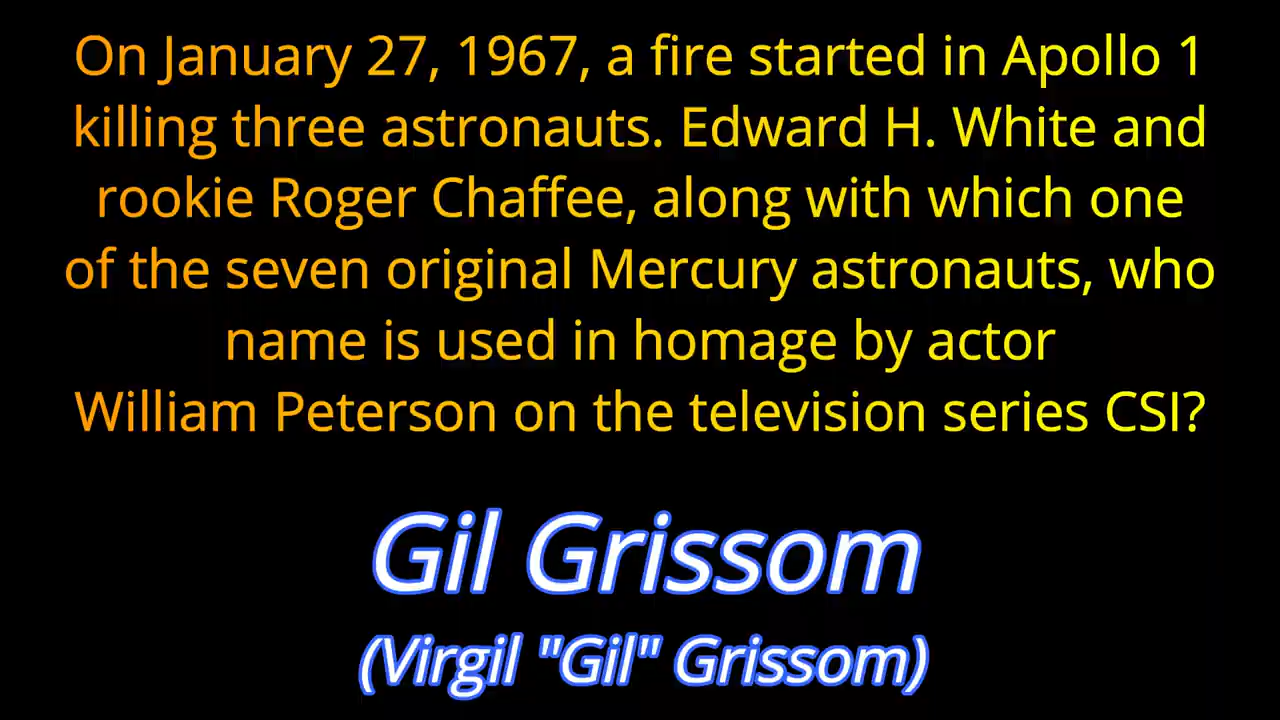 On January 27, 1967, a fire started in Apollo 1
killing three astronauts. Edward H. White and
rookie Roger Chaffee, along with which one
of the seven original Mercury astronauts, who
name is used in homage by actor
William Peterson on the television series CSI?
Gil Grissom
(Virgil "Gil" Grissom)